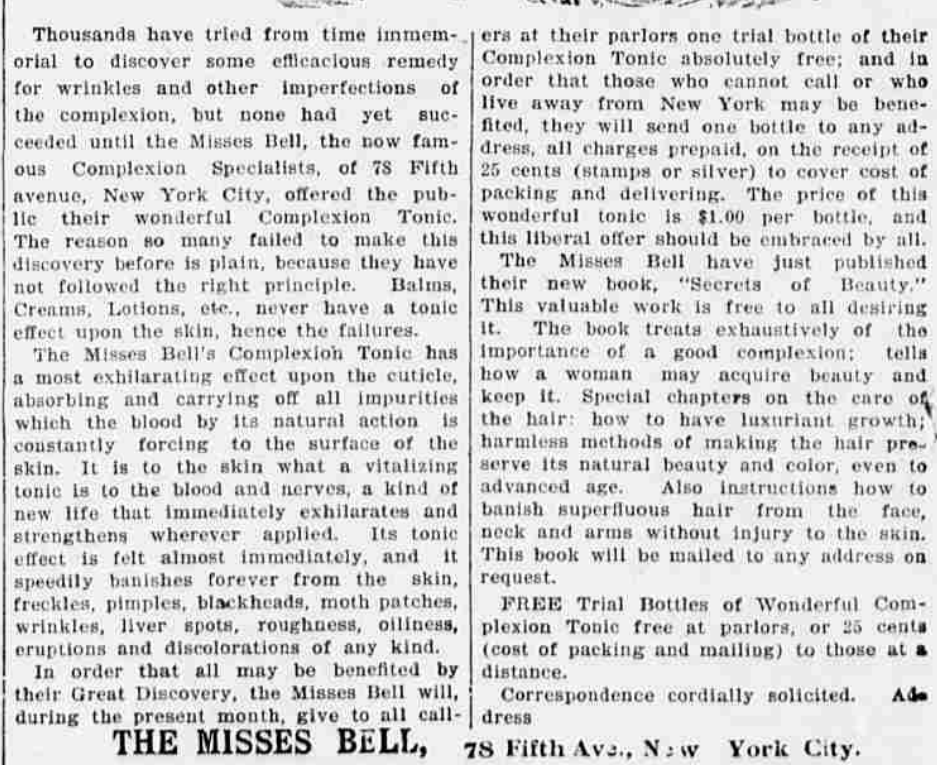 Thousands have tried from time immem-
orial to discover some efficacious remedy
for wrinkles and other imperfections of
the complexion, but none had yet suc-
ceeded until the Misses Bell, the now fam-
ous Complexion Specialists, of 78 Fifth
avenue, New York City, offered the pub-
lic their wonderful Complexion Tonic.
The reason so many failed to make this
discovery before is plain, because they have
not followed the right principle. Balms,
Creams, Lotions, etc., never have a tonic
effect upon the skin, hence the failures.
The Misses Bell's Complexion Tonic has
a most exhilarating effect upon the cuticle,
absorbing and carrying off all impurities
which the blood by its natural action is
constantly forcing to the surface of the
skin. It is to the skin what a vitalizing
tonic is to the blood and nerves, a kind of
new life that immediately exhilarates and
strengthens wherever applied. Its tonic
effect is felt almost immediately, and it
speedily banishes forever from the skin,
freckles, pimples, blackheads, moth patches,
wrinkles, liver spots, roughness, oiliness,
eruptions and discolorations of any kind.
In order that all may be benefited by
their Great Discovery, the Misses Bell will,
during the present month, give to all call-
ers at their parlors one trial bottle of their
Complexion Tonic absolutely free; and in
order that those who cannot call or who
live away from New York may be bene-
fited, they will send one bottle to any ad-
dress, all charges prepaid, on the receipt of
25 cents (stamps or silver) to cover cost of
packing and delivering. The price of this
wonderful tonic is $1.00 per bottle, and
this liberal offer should be embraced by all.
The Misses Bell have just published
their new book, "Secrets of Beauty."
This valuable work is free to all desiring
it. The book treats exhaustively of the
importance of a good complexion; tells
how a woman may acquire beauty and
keep it. Special chapters on the care of
the hair: how to have luxuriant growth;
harmless methods of making the hair pre-
serve its natural beauty and color, even to
advanced age. Also instructions how to
banish superfluous hair from the face,
neck and arms without injury to the skin.
This book will be mailed to any address on
request.
FREE Trial Bottles of Wonderful Com-
plexion Tonic free at parlors, or 25 cents
(cost of packing and mailing) to those at a
distance.
Correspondence cordially solicited. Ad-
dress
THE MISSES BELL, 78 Fifth Ave., New York City.